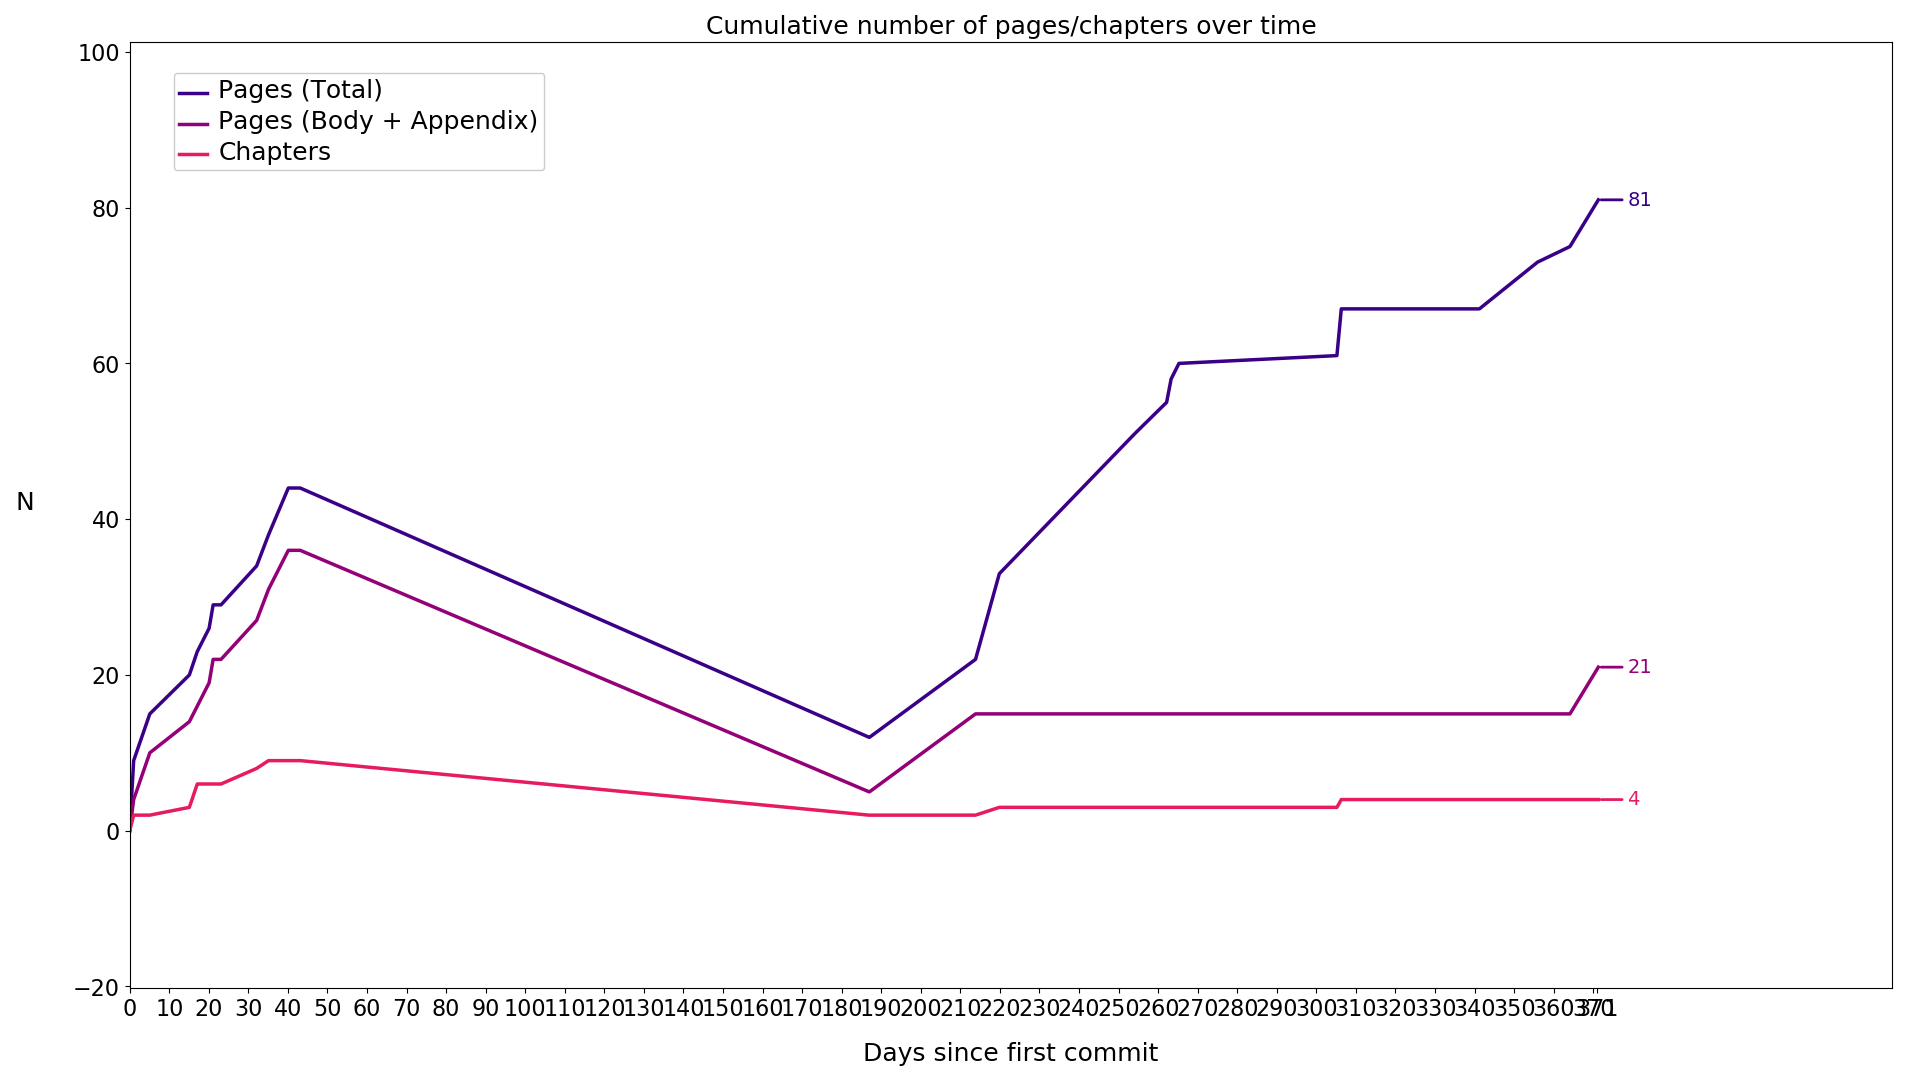 Cumulative number of pages/chapters over time
100
Pages (Total)
Pages (Body + Appendix)
Chapters
80
81
60
N
40
20
21
4
0
−20
0 10 20 30 40 50 60 70 80 90 100 110 120 130 140 150 160 170 180 190 200 210 220 230 240 250 260 270 280 290 300 310 320 330 340 350 360 370 371
Days since first commit